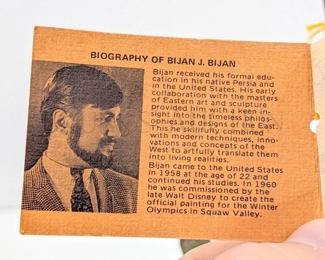 BIOGRAPHY OF BIJAN J. BIJAN
Bijan received his formal edu-
cation in his native Persia and
in the United States. His early
collaboration with the masters
of Eastern art and sculpture
provided him with a keen in-
sight into the timeless philos-
ophies and designs of the East.
This he skillfully combined
with modern techniques, inno-
vations and concepts of the
West to artfully translate them
into living realities.
Bijan came to the United States
in 1958 at the age of 22 and
continued his studies. In 1960
he was commissioned by the
late Walt Disney to create the
official painting for the Winter
Olympics in Squaw Valley.